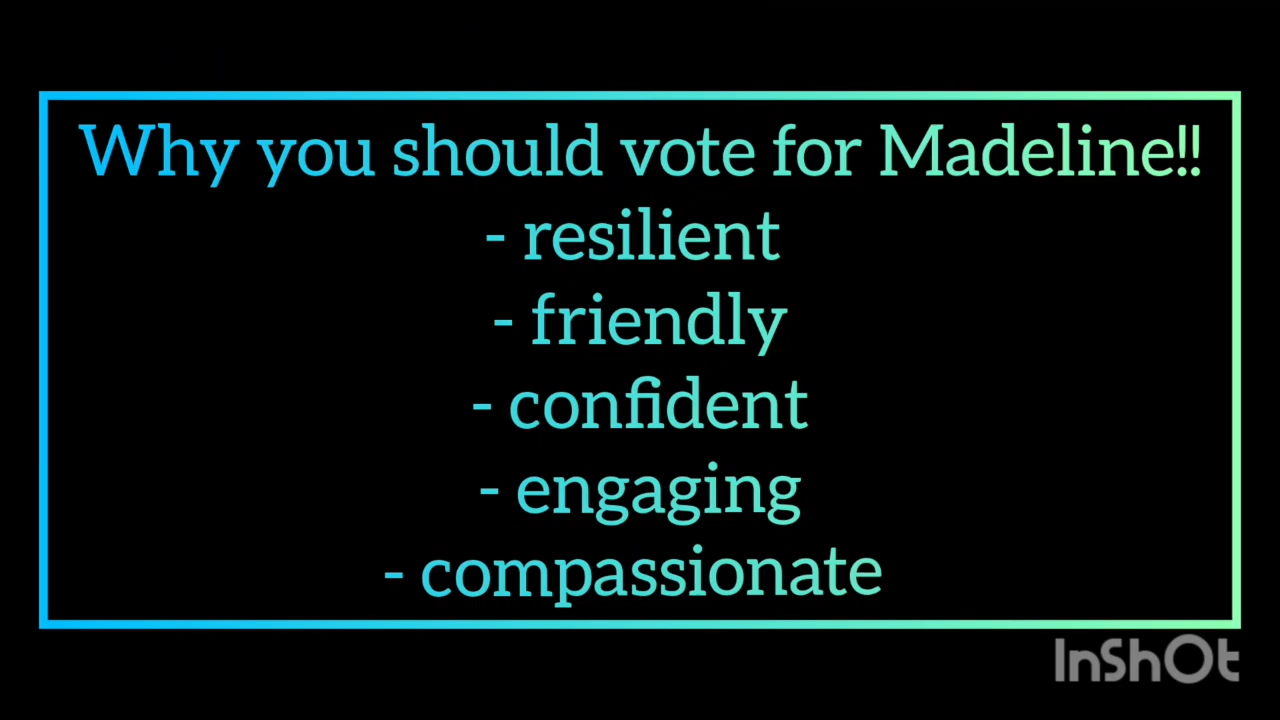 Why you should vote for Madeline!!
- resilient
- friendly
- confident
- engaging
- compassionate
InShOt